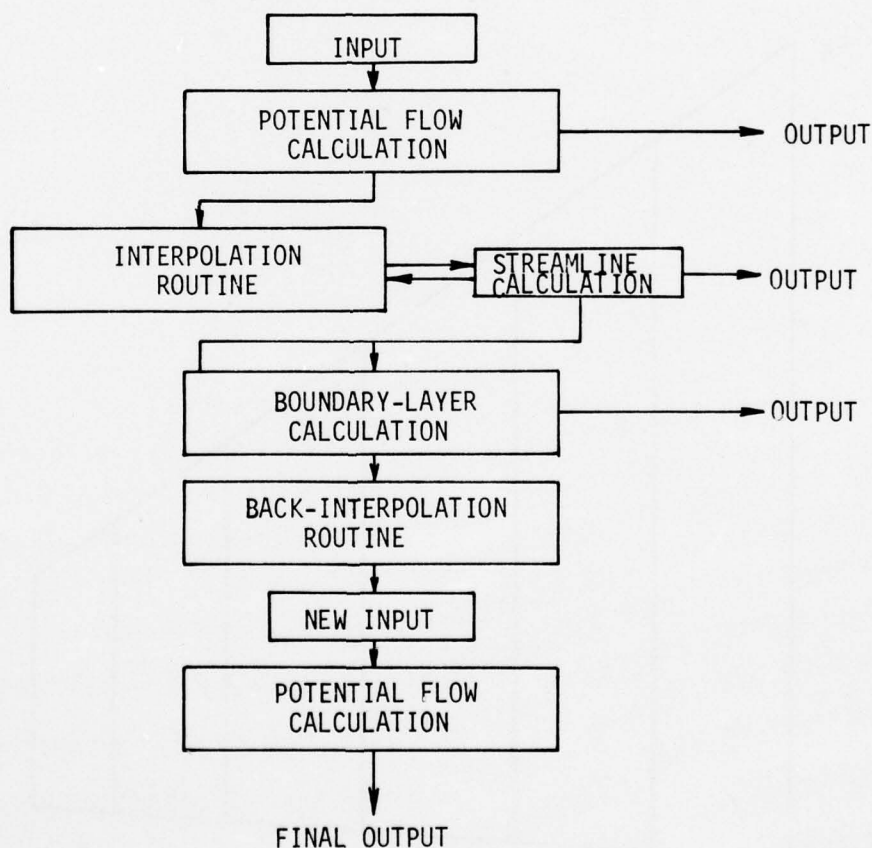 INPUT
POTENTIAL FLOW
CALCULATION
OUTPUT
INTERPOLATION
ROUTINE
STREAMLINE
CALCULATION
OUTPUT
BOUNDARY-LAYER
CALCULATION
OUTPUT
BACK-INTERPOLATION
ROUTINE
NEW INPUT
POTENTIAL FLOW
CALCULATION
FINAL OUTPUT